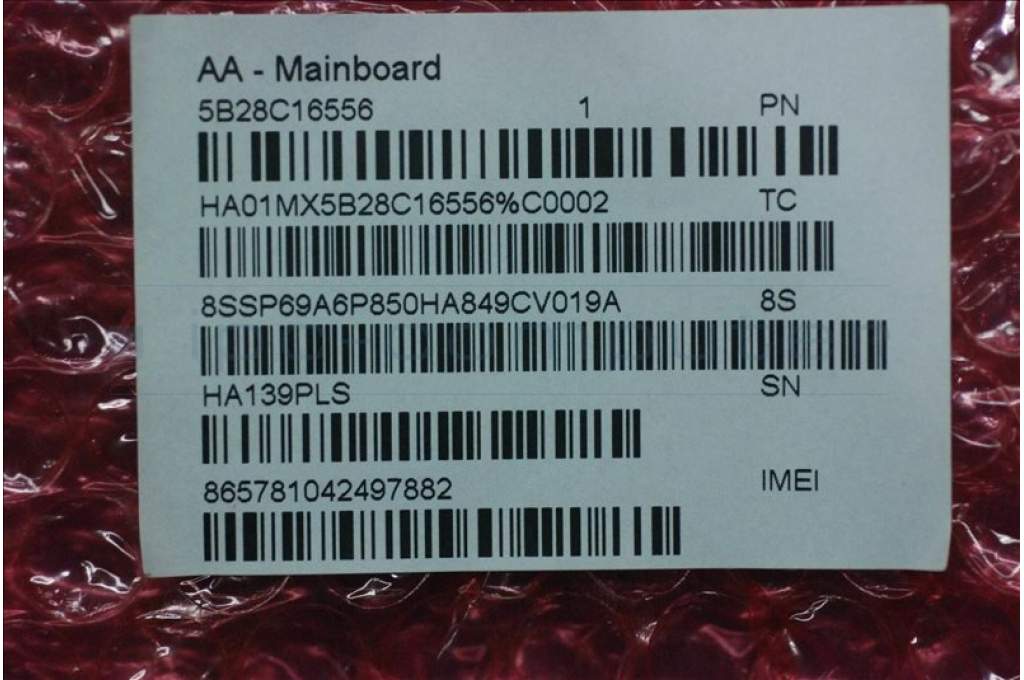 AA - Mainboard
5B28C16556 1 PN
HA01MX5B28C16556%C0002 TC
8SSP69A6P850HA849CV019A 8S
HA139PLS SN
865781042497882 IMEI